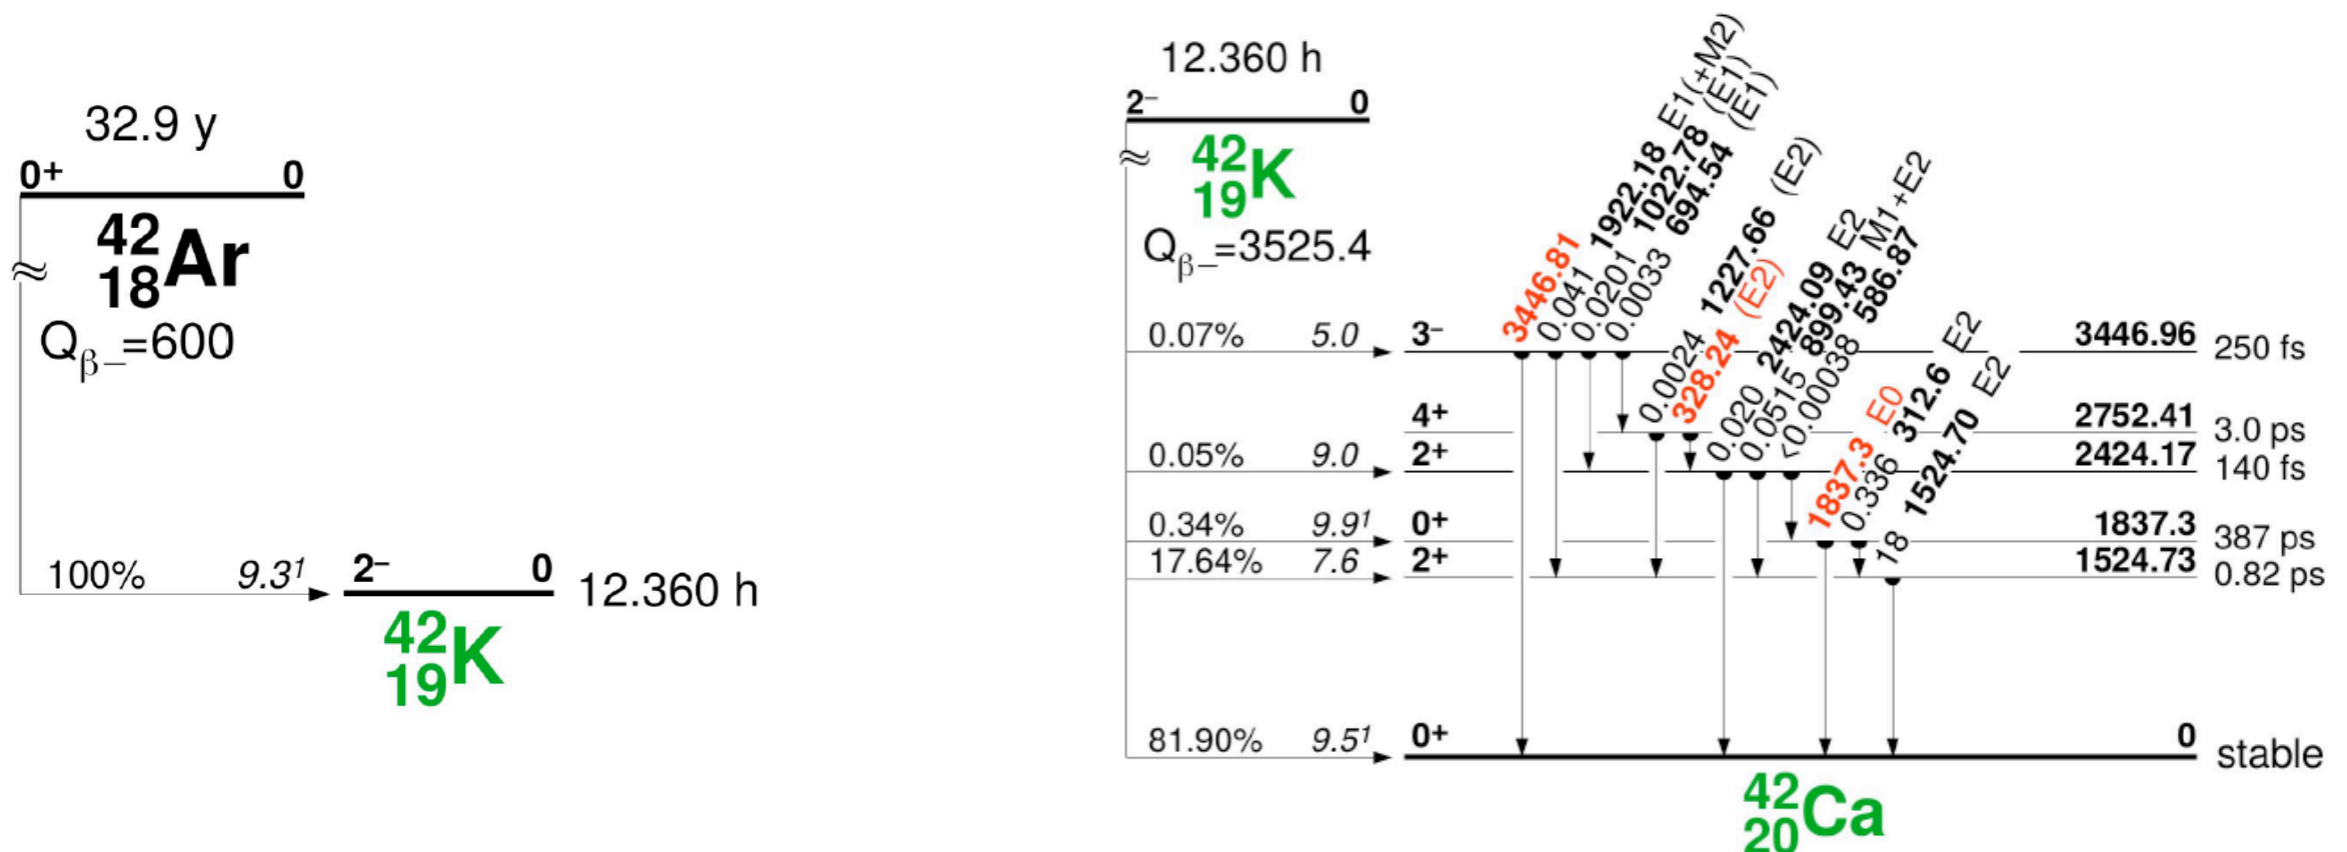 32.9 y
0+ 0
42
18Ar
Qβ−=600
100% 9.3¹ 2− 0 12.360 h
42
19K
12.360 h
2− 0
42
19K
Qβ−=3525.4
3446.81
0.041 1922.18 E1(+M2)
0.0201 1022.78 (E1)
0.0033 694.54 (E1)
0.0024 1227.66 (E2)
328.24 (E2)
0.020 2424.09 E2
0.0515 899.43 M1+E2
<0.00038 586.87
1837.3 E0
0.336 312.6 E2
18 1524.70 E2
0.07% 5.0 3− 3446.96 250 fs
4+ 2752.41 3.0 ps
0.05% 9.0 2+ 2424.17 140 fs
0.34% 9.9¹ 0+ 1837.3 387 ps
17.64% 7.6 2+ 1524.73 0.82 ps
81.90% 9.5¹ 0+ 0 stable
42
20Ca